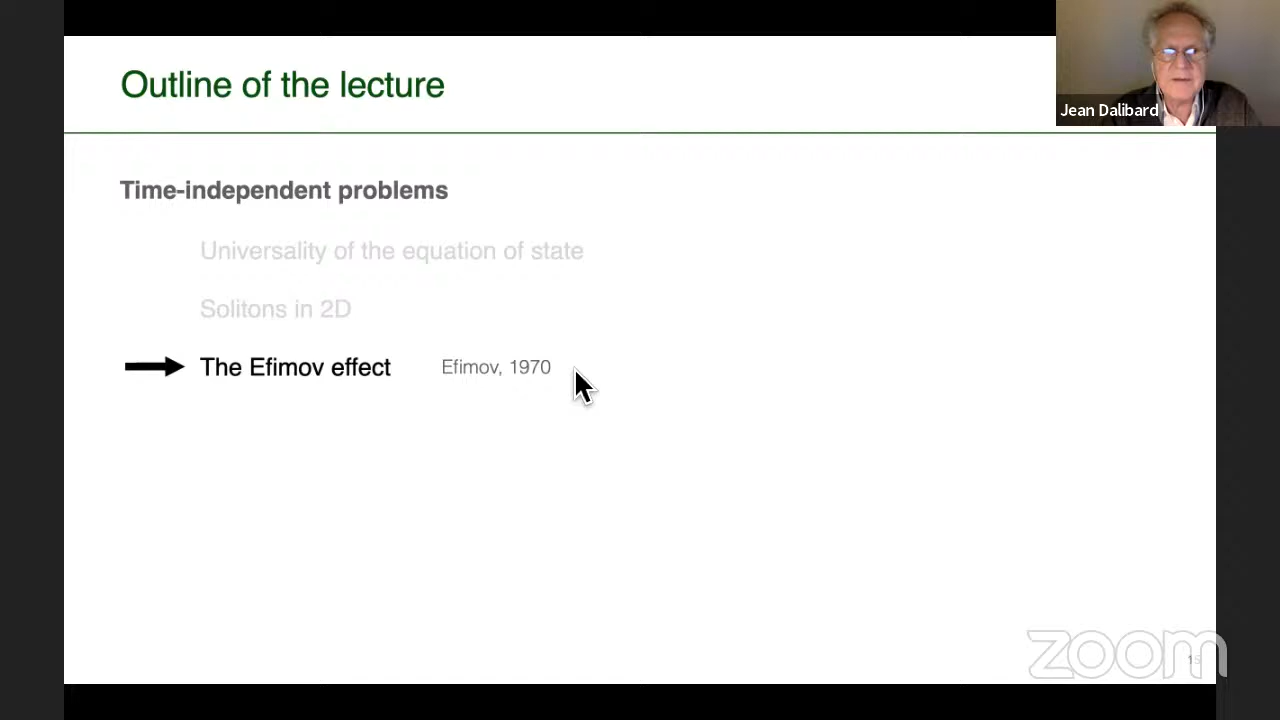 Outline of the lecture
Jean Dalibard
Time-independent problems
Universality of the equation of state
Solitons in 2D
The Efimov effect Efimov, 1970
zoom